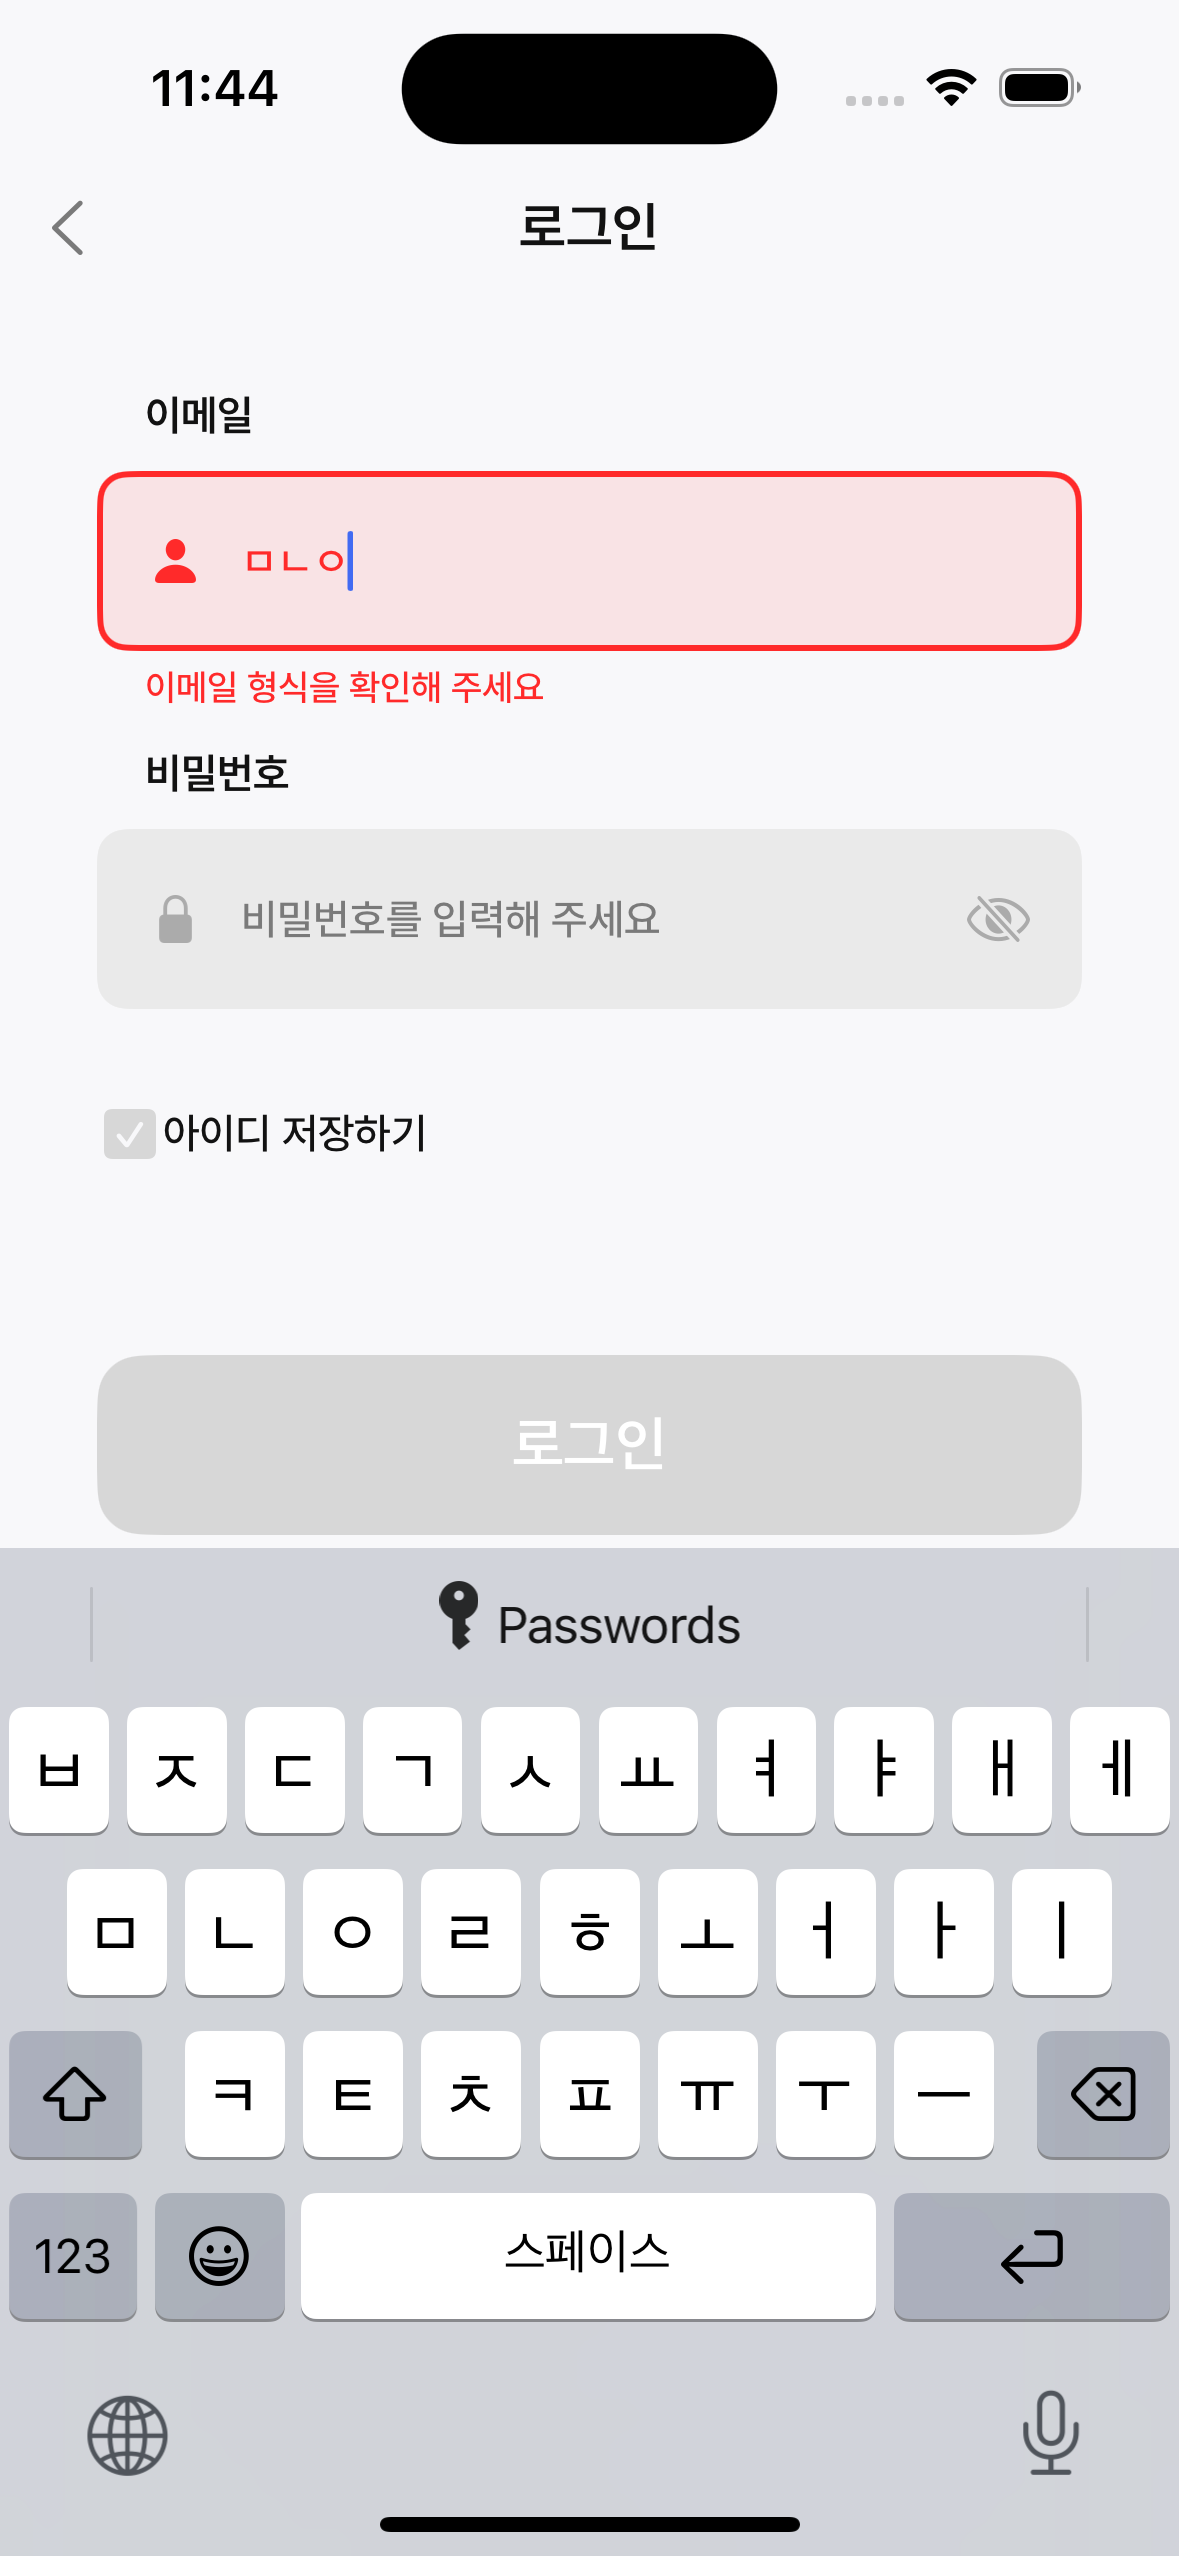 11:44
로그인
이메일
ㅁㄴㅇ
이메일 형식을 확인해 주세요
비밀번호
비밀번호를 입력해 주세요
아이디 저장하기
로그인
Passwords
ㅂ ㅈ ㄷ ㄱ ㅅ ㅛ ㅕ ㅑ ㅐ ㅔ
ㅁ ㄴ ㅇ ㄹ ㅎ ㅗ ㅓ ㅏ ㅣ
ㅋ ㅌ ㅊ ㅍ ㅠ ㅜ ㅡ
123 스페이스